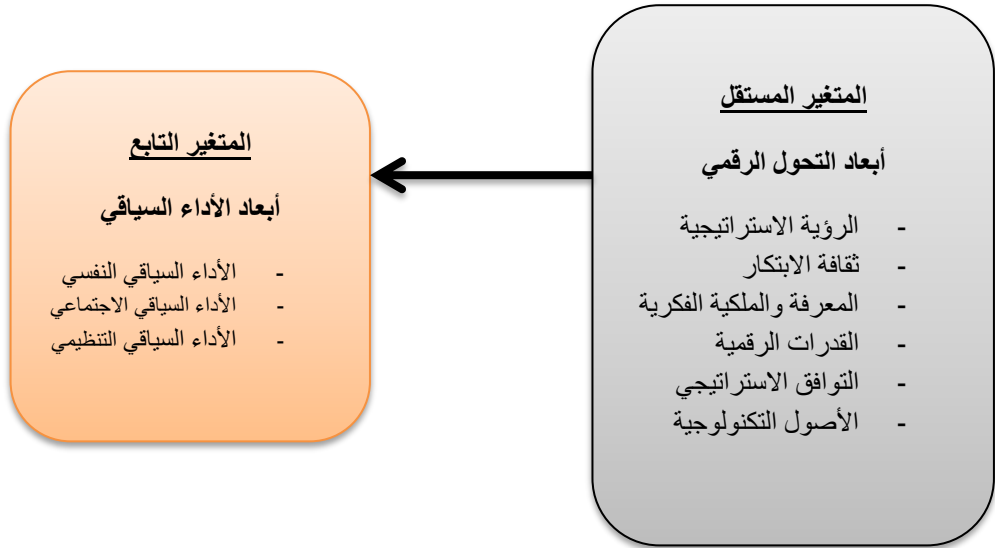 المتغير المستقل
أبعاد التحول الرقمي
- الرؤية الاستراتيجية
- ثقافة الابتكار
- المعرفة والملكية الفكرية
- القدرات الرقمية
- التوافق الاستراتيجي
- الأصول التكنولوجية
المتغير التابع
أبعاد الأداء السياقي
- الأداء السياقي النفسي
- الأداء السياقي الاجتماعي
- الأداء السياقي التنظيمي